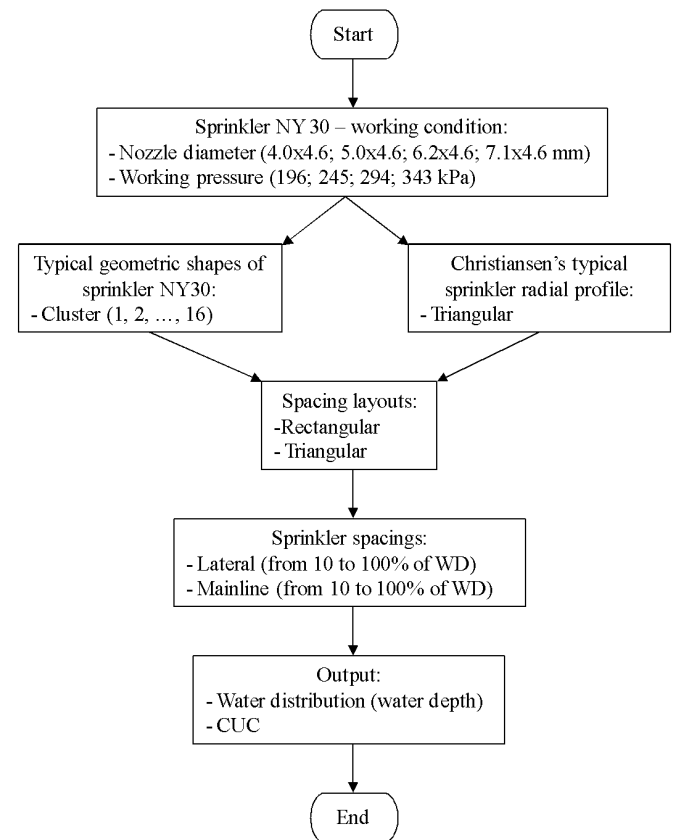 Start
Sprinkler NY 30 – working condition:
- Nozzle diameter (4.0x4.6; 5.0x4.6; 6.2x4.6; 7.1x4.6 mm)
- Working pressure (196; 245; 294; 343 kPa)
Typical geometric shapes of
sprinkler NY30:
- Cluster (1, 2, …, 16)
Christiansen’s typical
sprinkler radial profile:
- Triangular
Spacing layouts:
-Rectangular
- Triangular
Sprinkler spacings:
- Lateral (from 10 to 100% of WD)
- Mainline (from 10 to 100% of WD)
Output:
- Water distribution (water depth)
- CUC
End